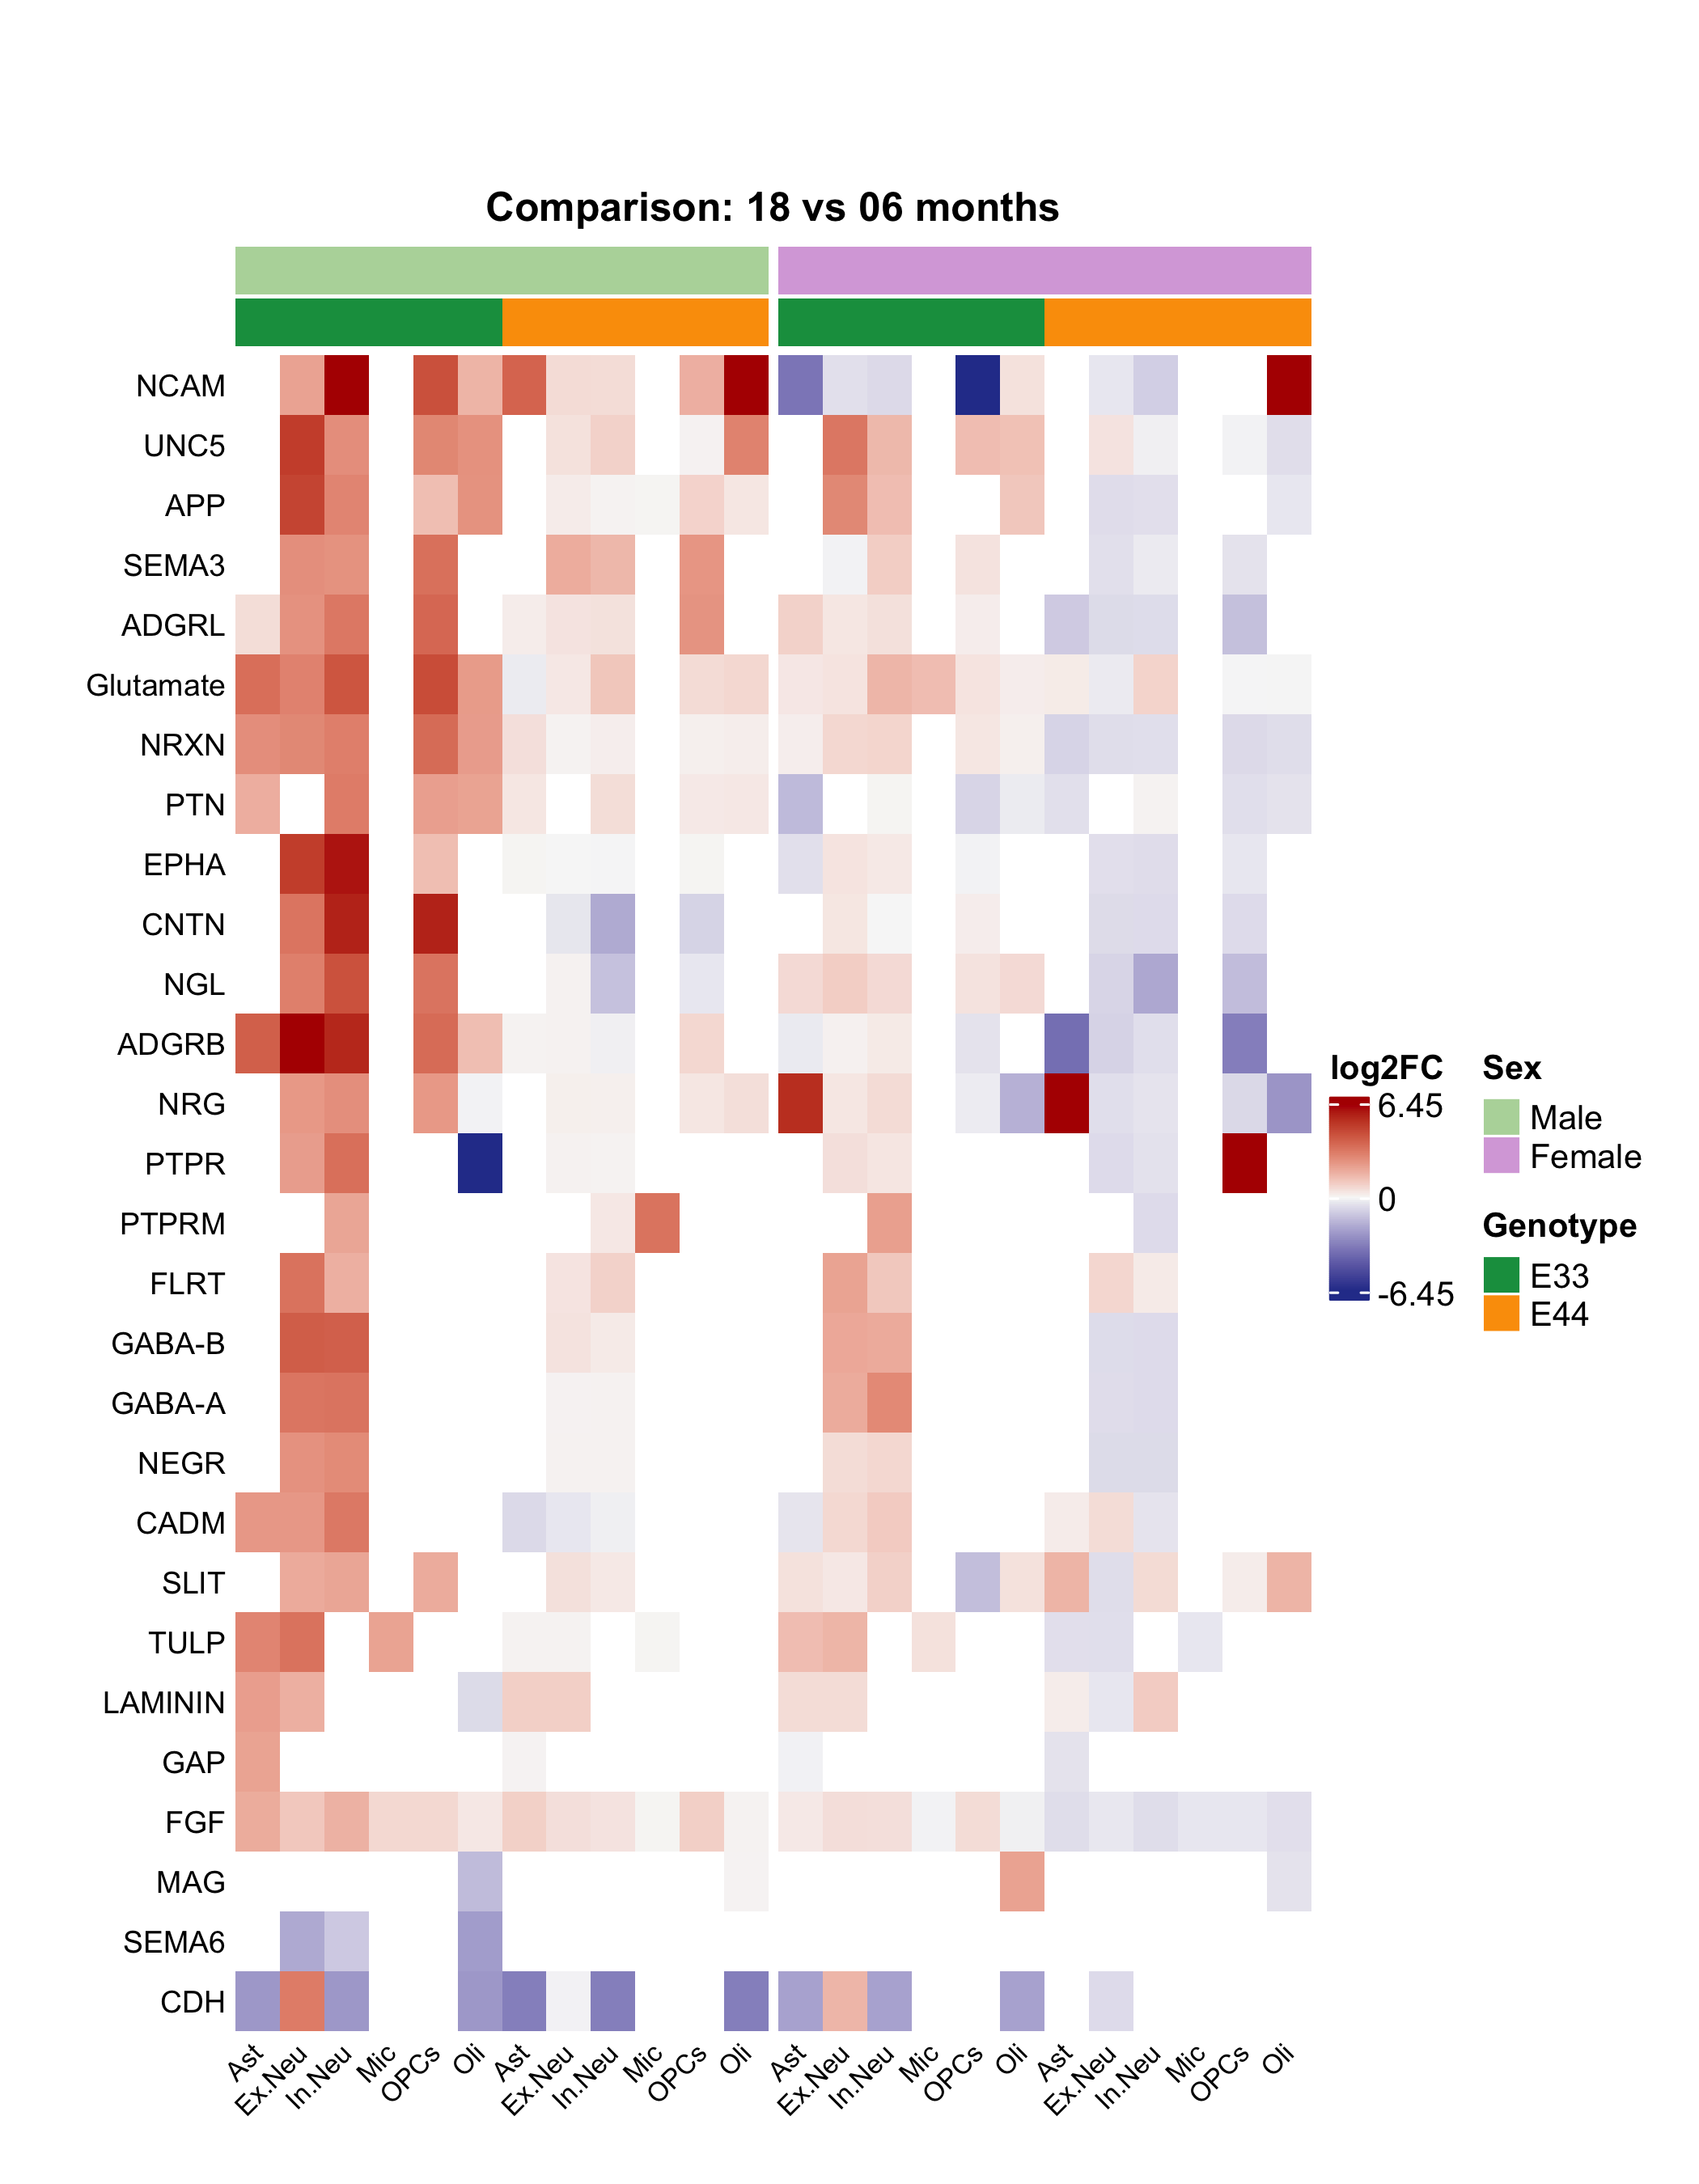 Comparison: 18 vs 06 months
NCAM
UNC5
APP
SEMA3
ADGRL
Glutamate
NRXN
PTN
EPHA
CNTN
NGL
ADGRB
NRG
PTPR
PTPRM
FLRT
GABA-B
GABA-A
NEGR
CADM
SLIT
TULP
LAMININ
GAP
FGF
MAG
SEMA6
CDH
Ast Ex.Neu In.Neu Mic OPCs Oli Ast Ex.Neu In.Neu Mic OPCs Oli Ast Ex.Neu In.Neu Mic OPCs Oli Ast Ex.Neu In.Neu Mic OPCs Oli
log2FC
6.45
0
-6.45
Sex
Male
Female
Genotype
E33
E44